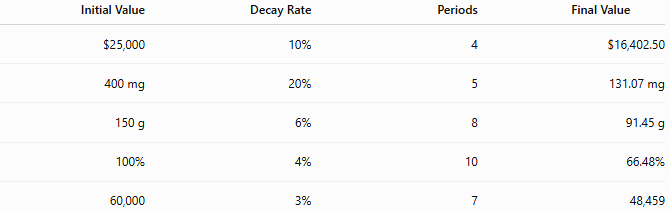 Initial Value Decay Rate Periods Final Value
$25,000 10% 4 $16,402.50
400 mg 20% 5 131.07 mg
150 g 6% 8 91.45 g
100% 4% 10 66.48%
60,000 3% 7 48,459